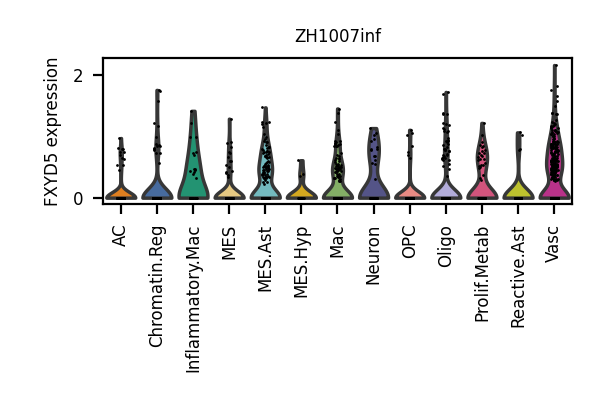 ZH1007inf
FXYD5 expression
2
0
AC
Chromatin.Reg
Inflammatory.Mac
MES
MES.Ast
MES.Hyp
Mac
Neuron
OPC
Oligo
Prolif.Metab
Reactive.Ast
Vasc